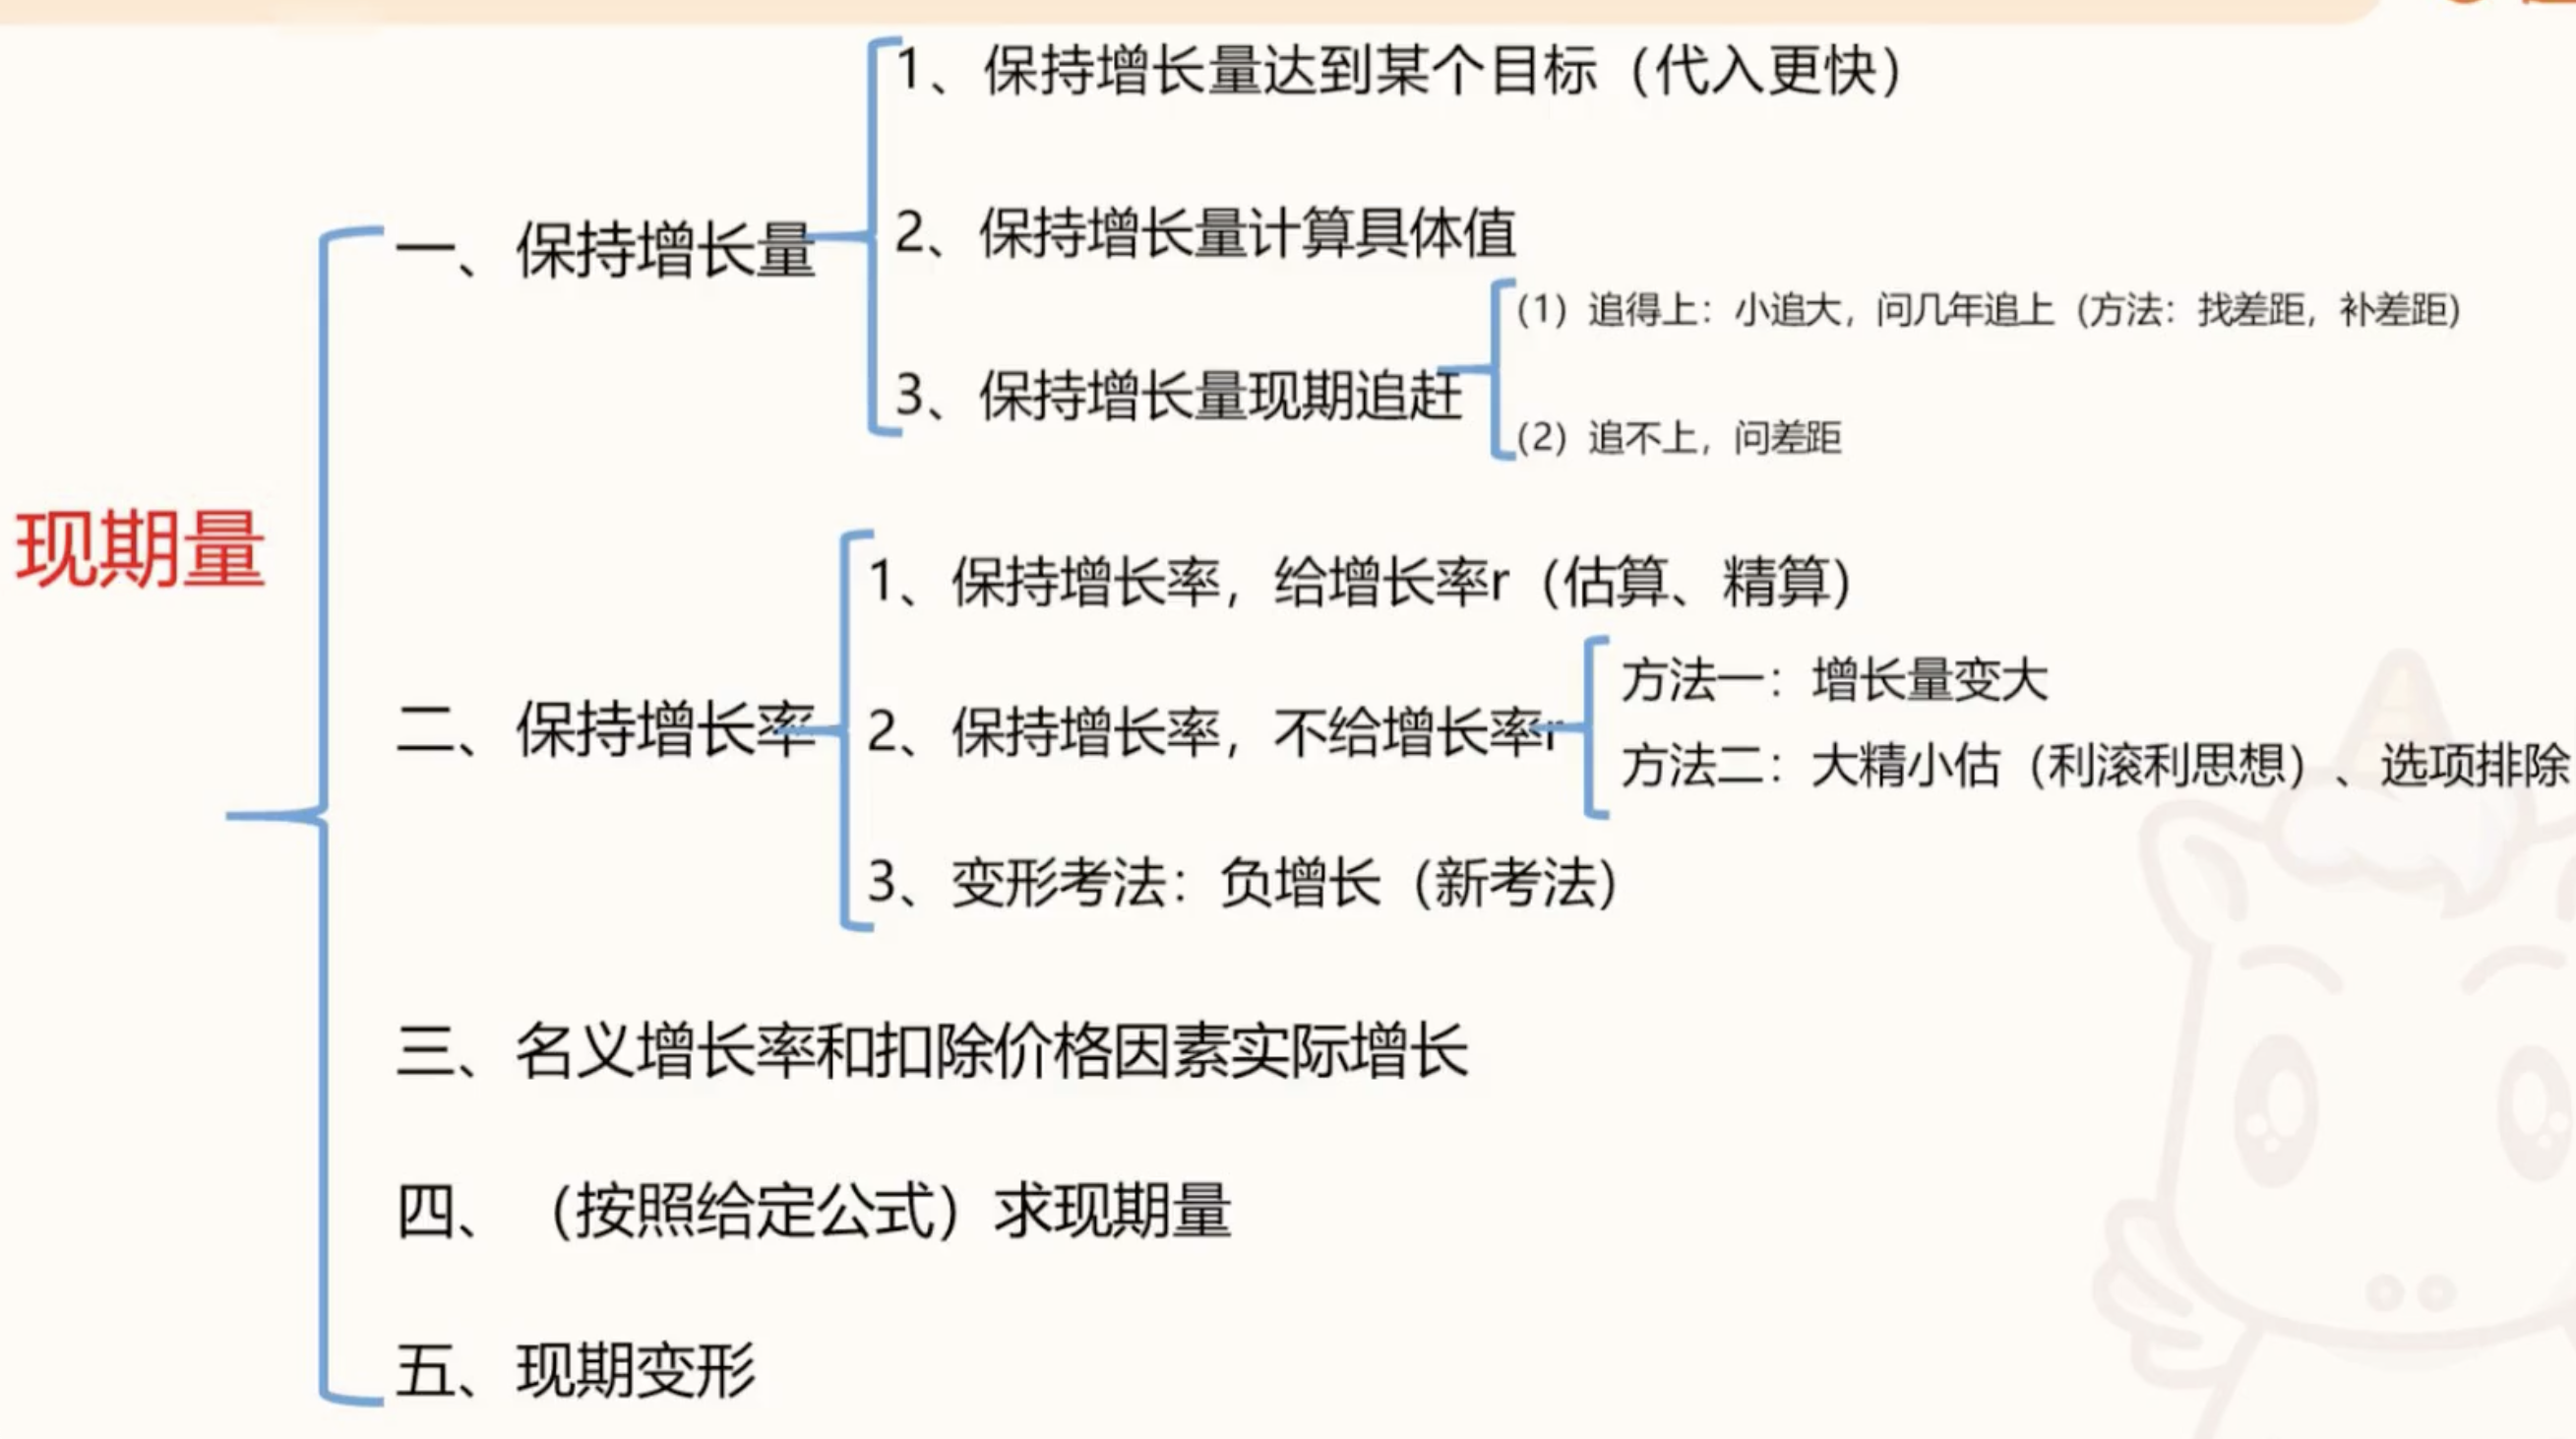 现期量
一、保持增长量
1、保持增长量达到某个目标（代入更快）
2、保持增长量计算具体值
3、保持增长量现期追赶
（1）追得上：小追大，问几年追上（方法：找差距，补差距）
（2）追不上，问差距
二、保持增长率
1、保持增长率，给增长率r（估算、精算）
2、保持增长率，不给增长率r
方法一：增长量变大
方法二：大精小估（利滚利思想）、选项排除
3、变形考法：负增长（新考法）
三、名义增长率和扣除价格因素实际增长
四、（按照给定公式）求现期量
五、现期变形